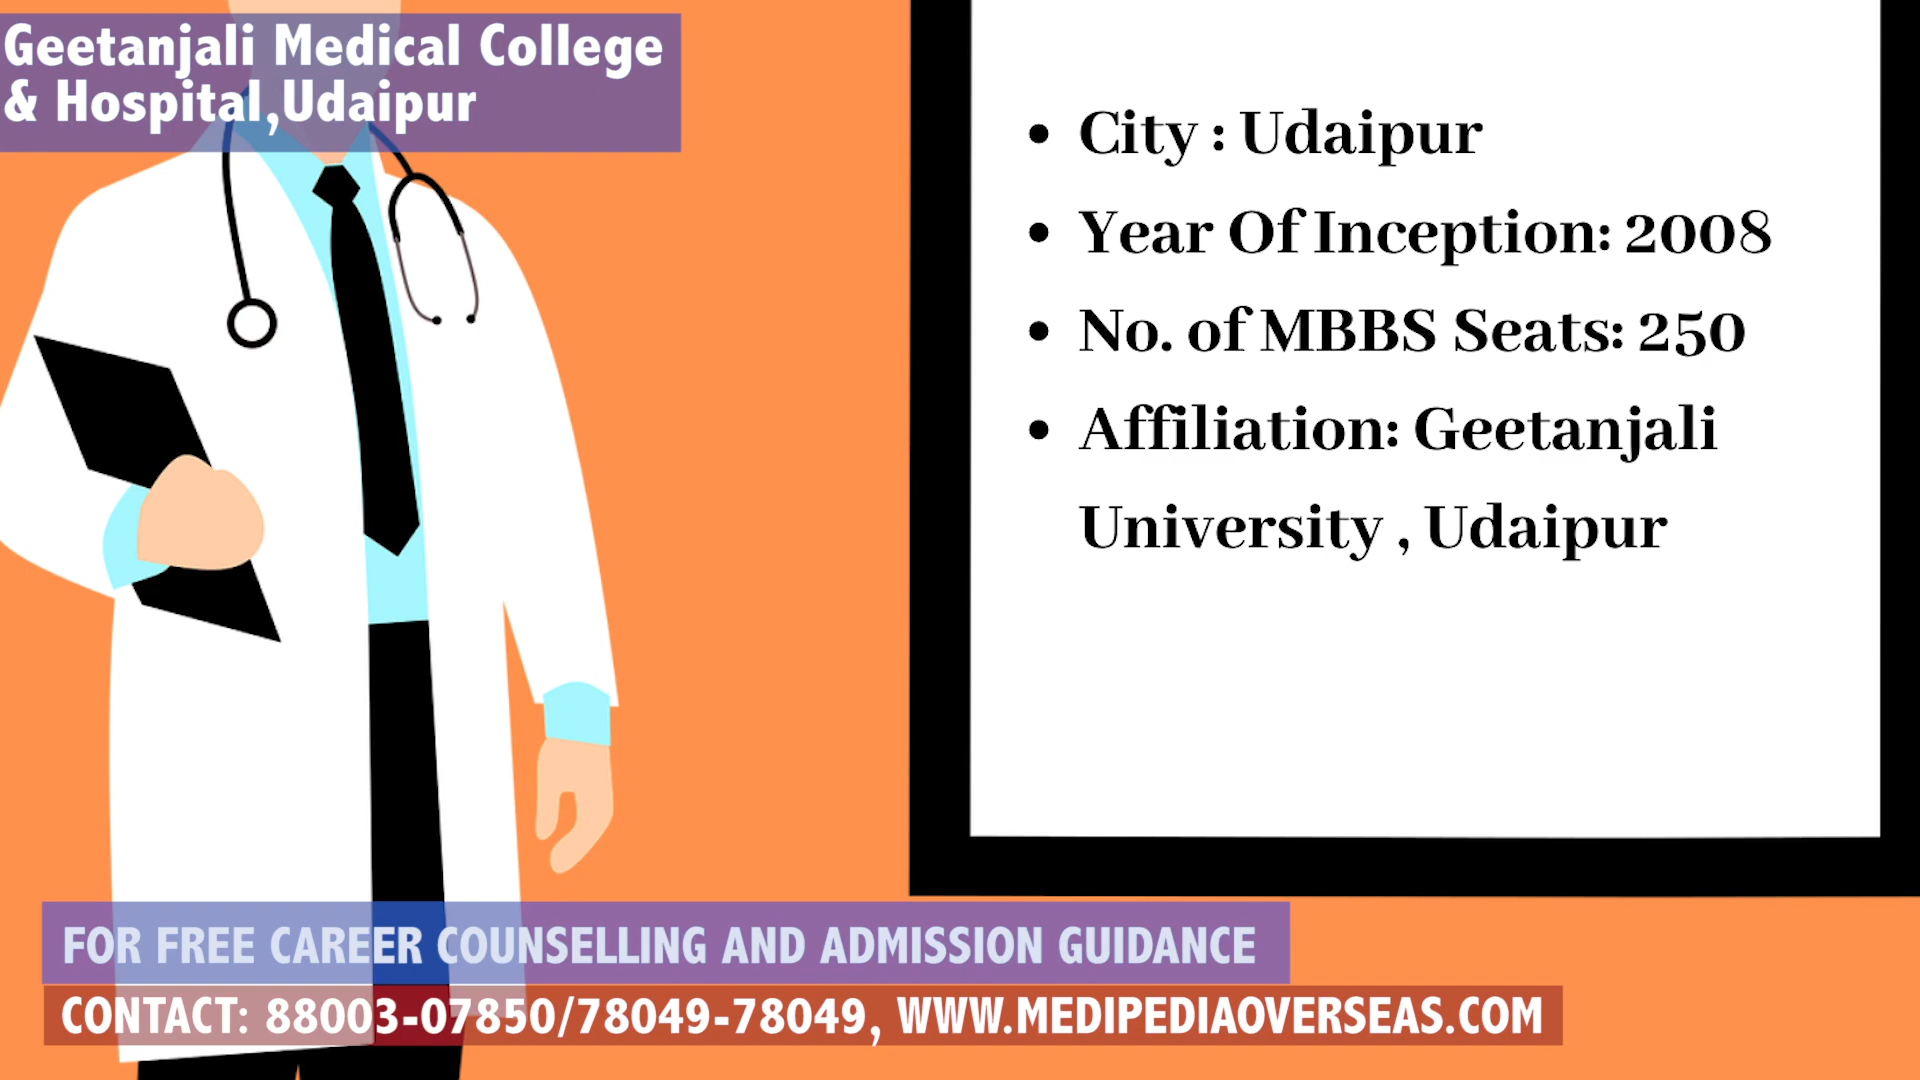 Geetanjali Medical College
& Hospital,Udaipur
• City : Udaipur
• Year Of Inception: 2008
• No. of MBBS Seats: 250
• Affiliation: Geetanjali
University , Udaipur
FOR FREE CAREER COUNSELLING AND ADMISSION GUIDANCE
CONTACT: 88003-07850/78049-78049, WWW.MEDIPEDIAOVERSEAS.COM